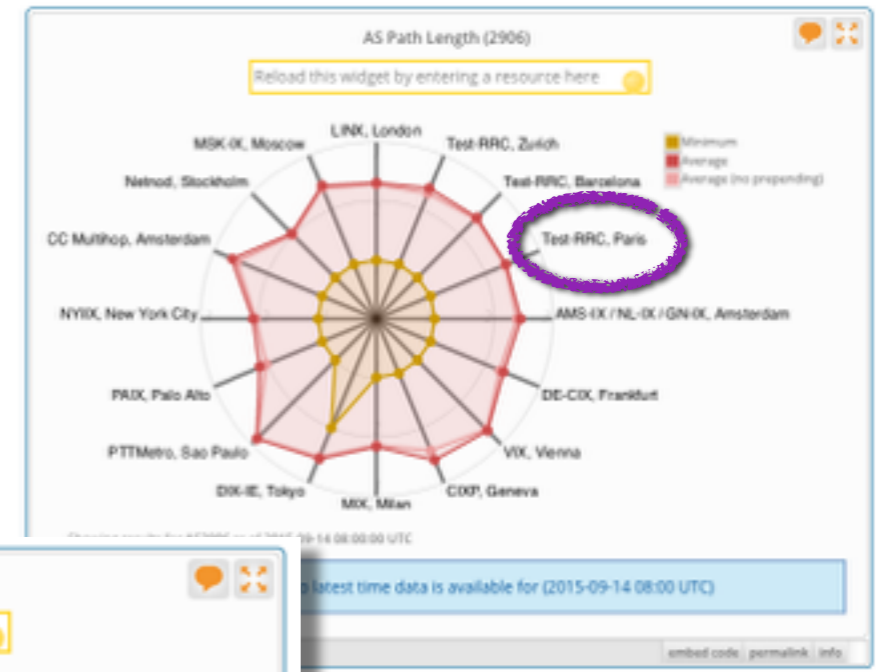 AS Path Length (2906)
Reload this widget by entering a resource here
LINX, London
MSK-IX, Moscow
Test-RRC, Zurich
Minimum
Average
Average (no prepending)
Netnod, Stockholm
Test-RRC, Barcelona
CC Multihop, Amsterdam
Test-RRC, Paris
NYIIX, New York City
AMS-IX / NL-IX / GN-IX, Amsterdam
PAIX, Palo Alto
DE-CIX, Frankfurt
PTTMetro, Sao Paulo
VIX, Vienna
DIX-IE, Tokyo
CIXP, Geneva
MIX, Milan
08:00:00 UTC
latest time data is available for (2015-09-14 08:00 UTC)
embed code permalink info